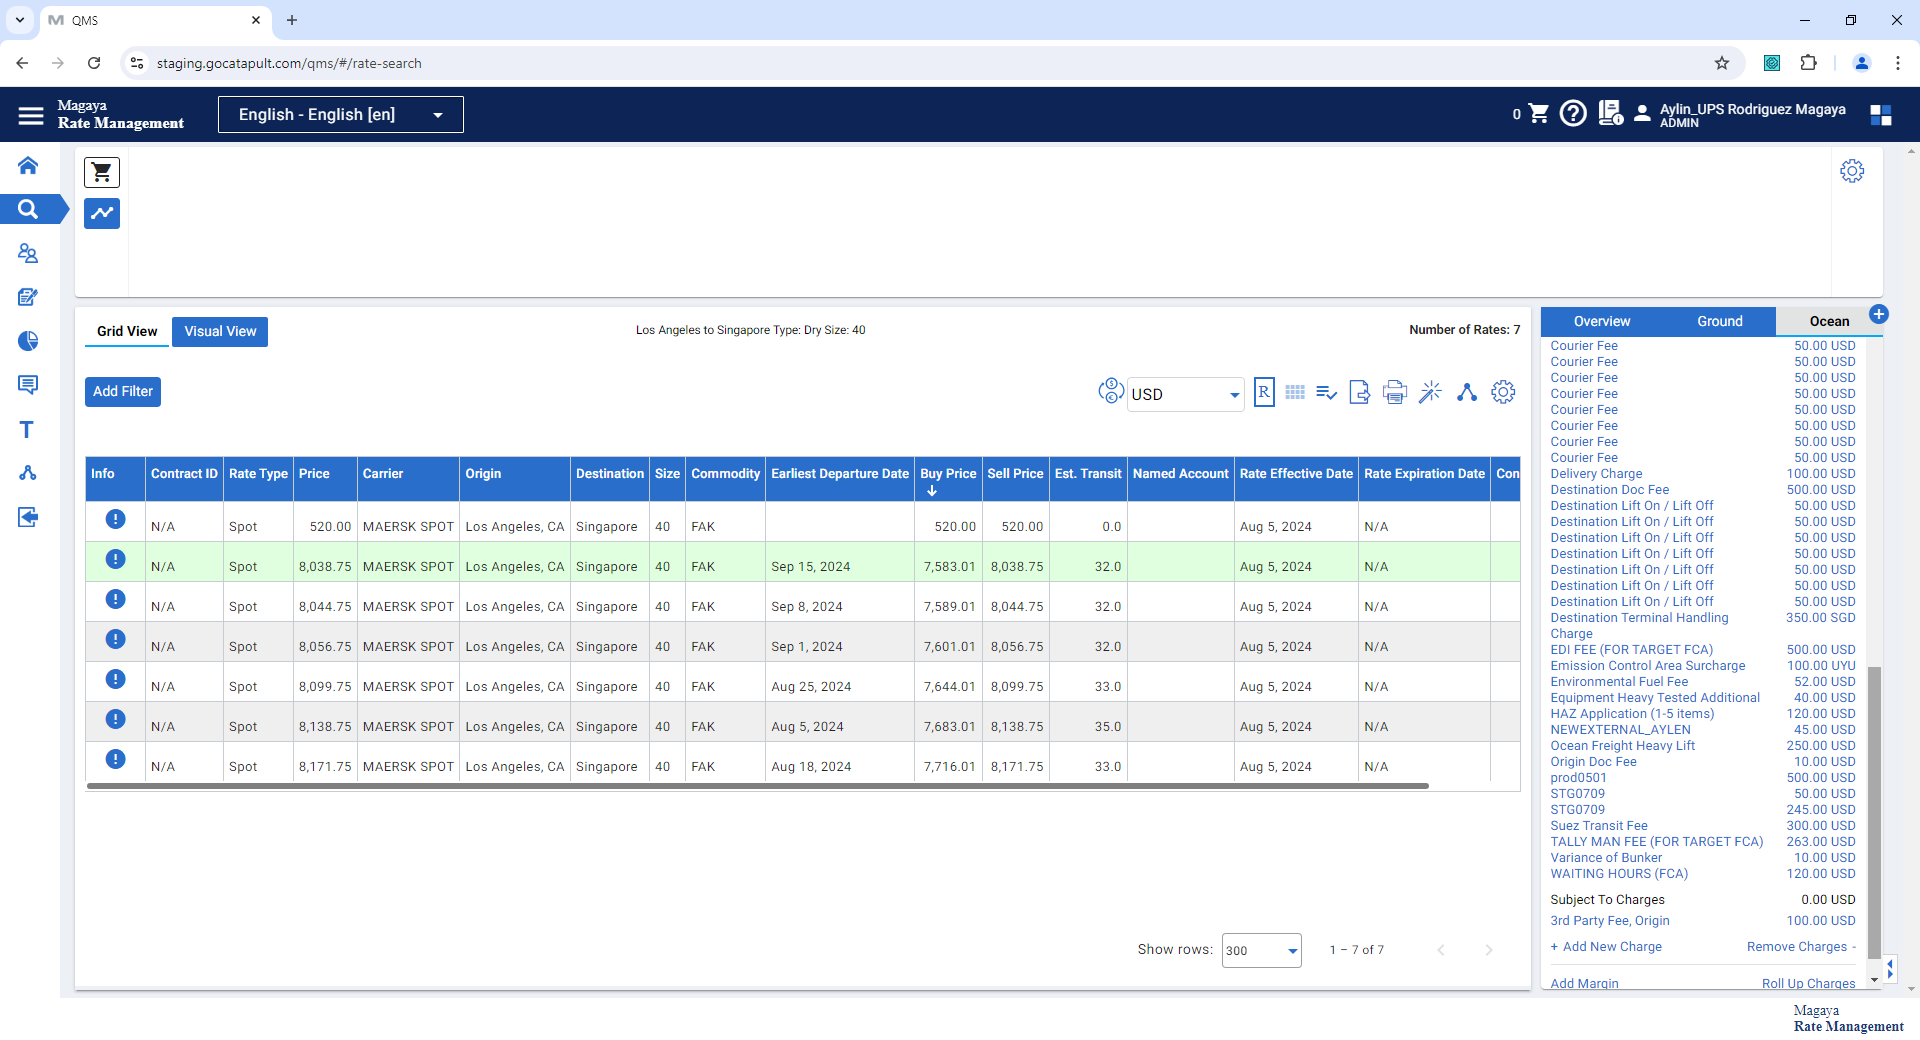 QMS
staging.gocatapult.com/qms/#/rate-search
Magaya
Rate Management
English - English [en]
0
Aylin_UPS Rodriguez Magaya
ADMIN
Grid View
Visual View
Los Angeles to Singapore Type: Dry Size: 40
Number of Rates: 7
Add Filter
USD
R
Info Contract ID Rate Type Price Carrier Origin Destination Size Commodity Earliest Departure Date Buy Price Sell Price Est. Transit Named Account Rate Effective Date Rate Expiration Date Con
N/A Spot 520.00 MAERSK SPOT Los Angeles, CA Singapore 40 FAK 520.00 520.00 0.0 Aug 5, 2024 N/A
N/A Spot 8,038.75 MAERSK SPOT Los Angeles, CA Singapore 40 FAK Sep 15, 2024 7,583.01 8,038.75 32.0 Aug 5, 2024 N/A
N/A Spot 8,044.75 MAERSK SPOT Los Angeles, CA Singapore 40 FAK Sep 8, 2024 7,589.01 8,044.75 32.0 Aug 5, 2024 N/A
N/A Spot 8,056.75 MAERSK SPOT Los Angeles, CA Singapore 40 FAK Sep 1, 2024 7,601.01 8,056.75 32.0 Aug 5, 2024 N/A
N/A Spot 8,099.75 MAERSK SPOT Los Angeles, CA Singapore 40 FAK Aug 25, 2024 7,644.01 8,099.75 33.0 Aug 5, 2024 N/A
N/A Spot 8,138.75 MAERSK SPOT Los Angeles, CA Singapore 40 FAK Aug 5, 2024 7,683.01 8,138.75 35.0 Aug 5, 2024 N/A
N/A Spot 8,171.75 MAERSK SPOT Los Angeles, CA Singapore 40 FAK Aug 18, 2024 7,716.01 8,171.75 33.0 Aug 5, 2024 N/A
Show rows: 300 1 – 7 of 7
Overview Ground Ocean
Courier Fee 50.00 USD
Courier Fee 50.00 USD
Courier Fee 50.00 USD
Courier Fee 50.00 USD
Courier Fee 50.00 USD
Courier Fee 50.00 USD
Courier Fee 50.00 USD
Courier Fee 50.00 USD
Delivery Charge 100.00 USD
Destination Doc Fee 500.00 USD
Destination Lift On / Lift Off 50.00 USD
Destination Lift On / Lift Off 50.00 USD
Destination Lift On / Lift Off 50.00 USD
Destination Lift On / Lift Off 50.00 USD
Destination Lift On / Lift Off 50.00 USD
Destination Lift On / Lift Off 50.00 USD
Destination Lift On / Lift Off 50.00 USD
Destination Terminal Handling 350.00 SGD
Charge
EDI FEE (FOR TARGET FCA) 500.00 USD
Emission Control Area Surcharge 100.00 UYU
Environmental Fuel Fee 52.00 USD
Equipment Heavy Tested Additional 40.00 USD
HAZ Application (1-5 items) 120.00 USD
NEWEXTERNAL_AYLEN 45.00 USD
Ocean Freight Heavy Lift 250.00 USD
Origin Doc Fee 10.00 USD
prod0501 500.00 USD
STG0709 50.00 USD
STG0709 245.00 USD
Suez Transit Fee 300.00 USD
TALLY MAN FEE (FOR TARGET FCA) 263.00 USD
Variance of Bunker 10.00 USD
WAITING HOURS (FCA) 120.00 USD
Subject To Charges 0.00 USD
3rd Party Fee, Origin 100.00 USD
+ Add New Charge Remove Charges -
Add Margin Roll Up Charges
Magaya
Rate Management